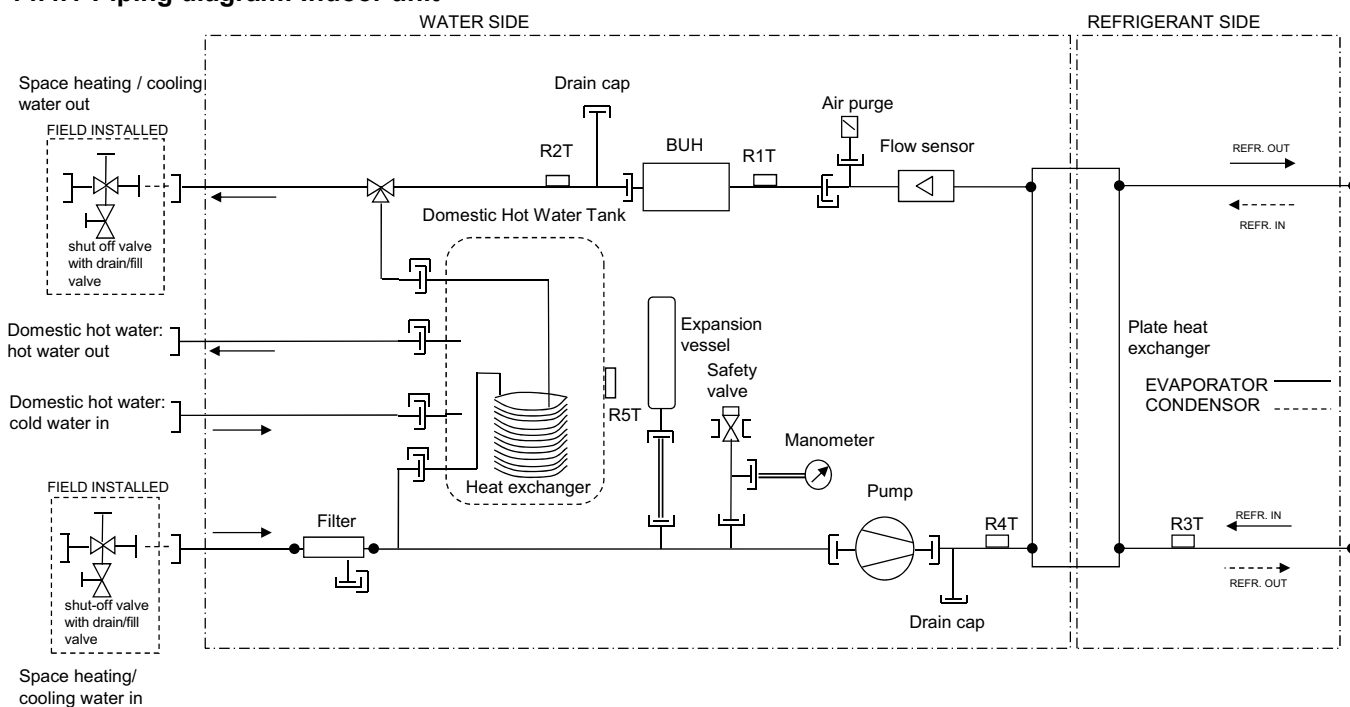 WATER SIDE
REFRIGERANT SIDE
Space heating / cooling
water out
FIELD INSTALLED
shut off valve
with drain/fill
valve
Drain cap
R2T
BUH
R1T
Air purge
Flow sensor
REFR. OUT
REFR. IN
Domestic Hot Water Tank
Domestic hot water:
hot water out
Domestic hot water:
cold water in
Expansion
vessel
Safety
valve
R5T
Manometer
Plate heat
exchanger
EVAPORATOR
CONDENSOR
Heat exchanger
FIELD INSTALLED
shut-off valve
with drain/fill
valve
Filter
Pump
R4T
R3T
REFR. IN
REFR. OUT
Drain cap
Space heating/
cooling water in